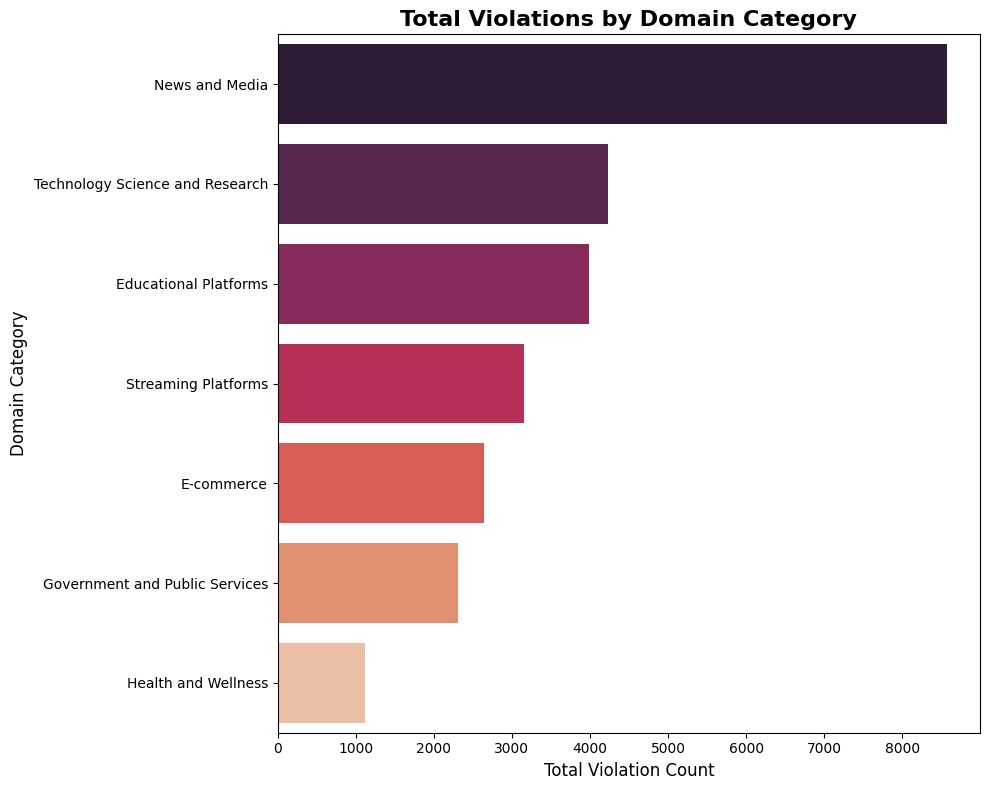 Total Violations by Domain Category
News and Media
Technology Science and Research
Educational Platforms
Streaming Platforms
E-commerce
Government and Public Services
Health and Wellness
Domain Category
0 1000 2000 3000 4000 5000 6000 7000 8000
Total Violation Count